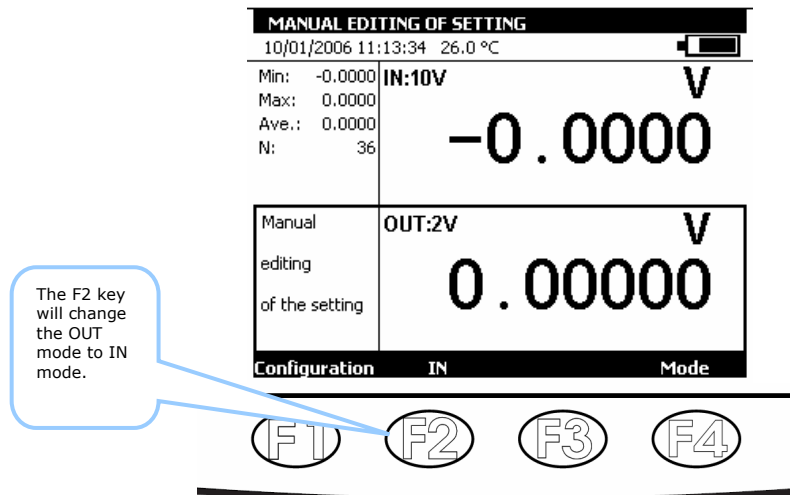 MANUAL EDITING OF SETTING
10/01/2006 11:13:34 26.0 °C
Min: -0.0000
Max: 0.0000
Ave.: 0.0000
N: 36
IN:10V V
-0.0000
Manual
editing
of the setting
OUT:2V V
0.00000
Configuration IN Mode
The F2 key
will change
the OUT
mode to IN
mode.
F1 F2 F3 F4